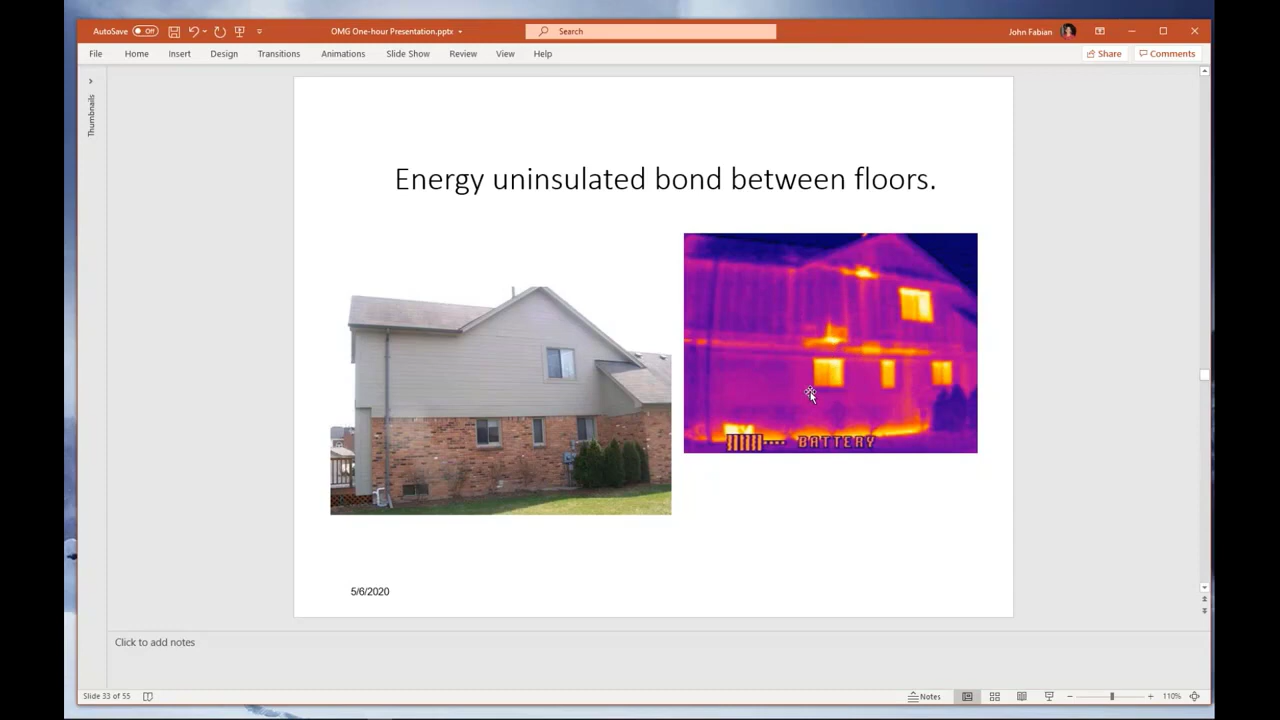 AutoSave Off OMG One-hour Presentation.pptx Search John Fabian
File Home Insert Design Transitions Animations Slide Show Review View Help Share Comments
Thumbnails
Energy uninsulated bond between floors.
BATTERY
5/6/2020
Click to add notes
Slide 33 of 55 Notes 110%